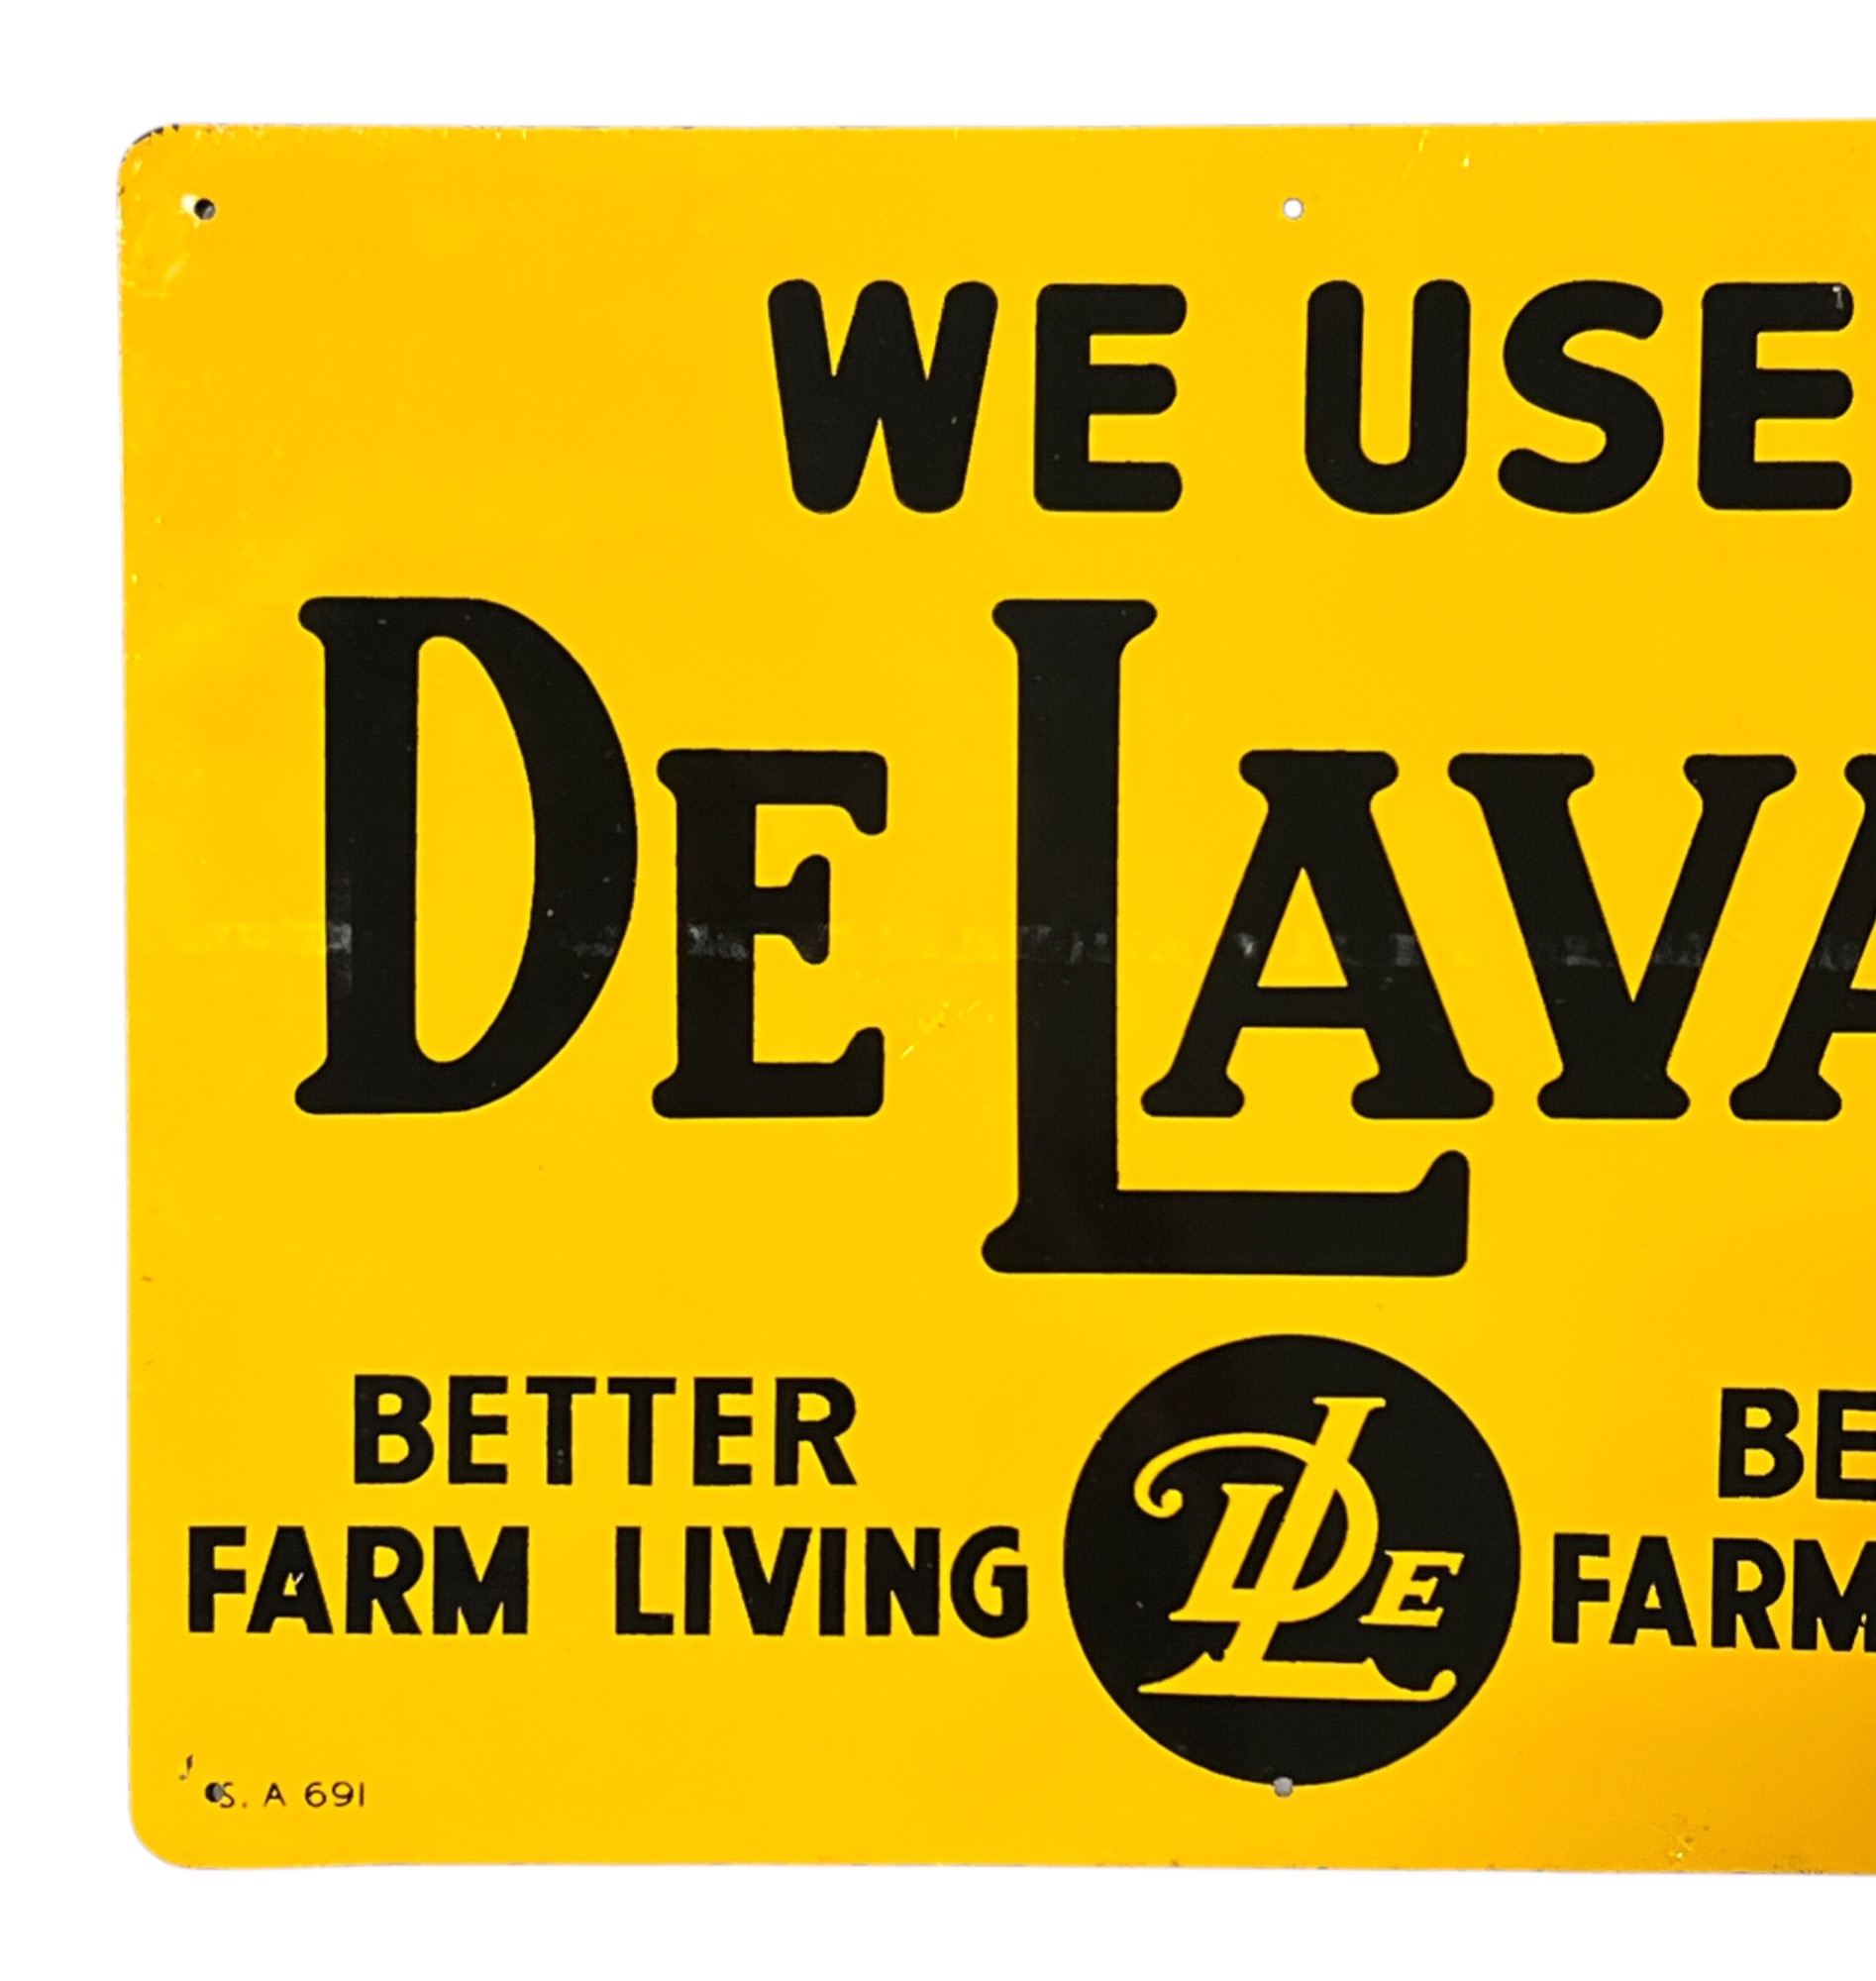 WE USE
DE LAVA
BETTER
FARM LIVING
DLE
BE
FARM
S. A 691